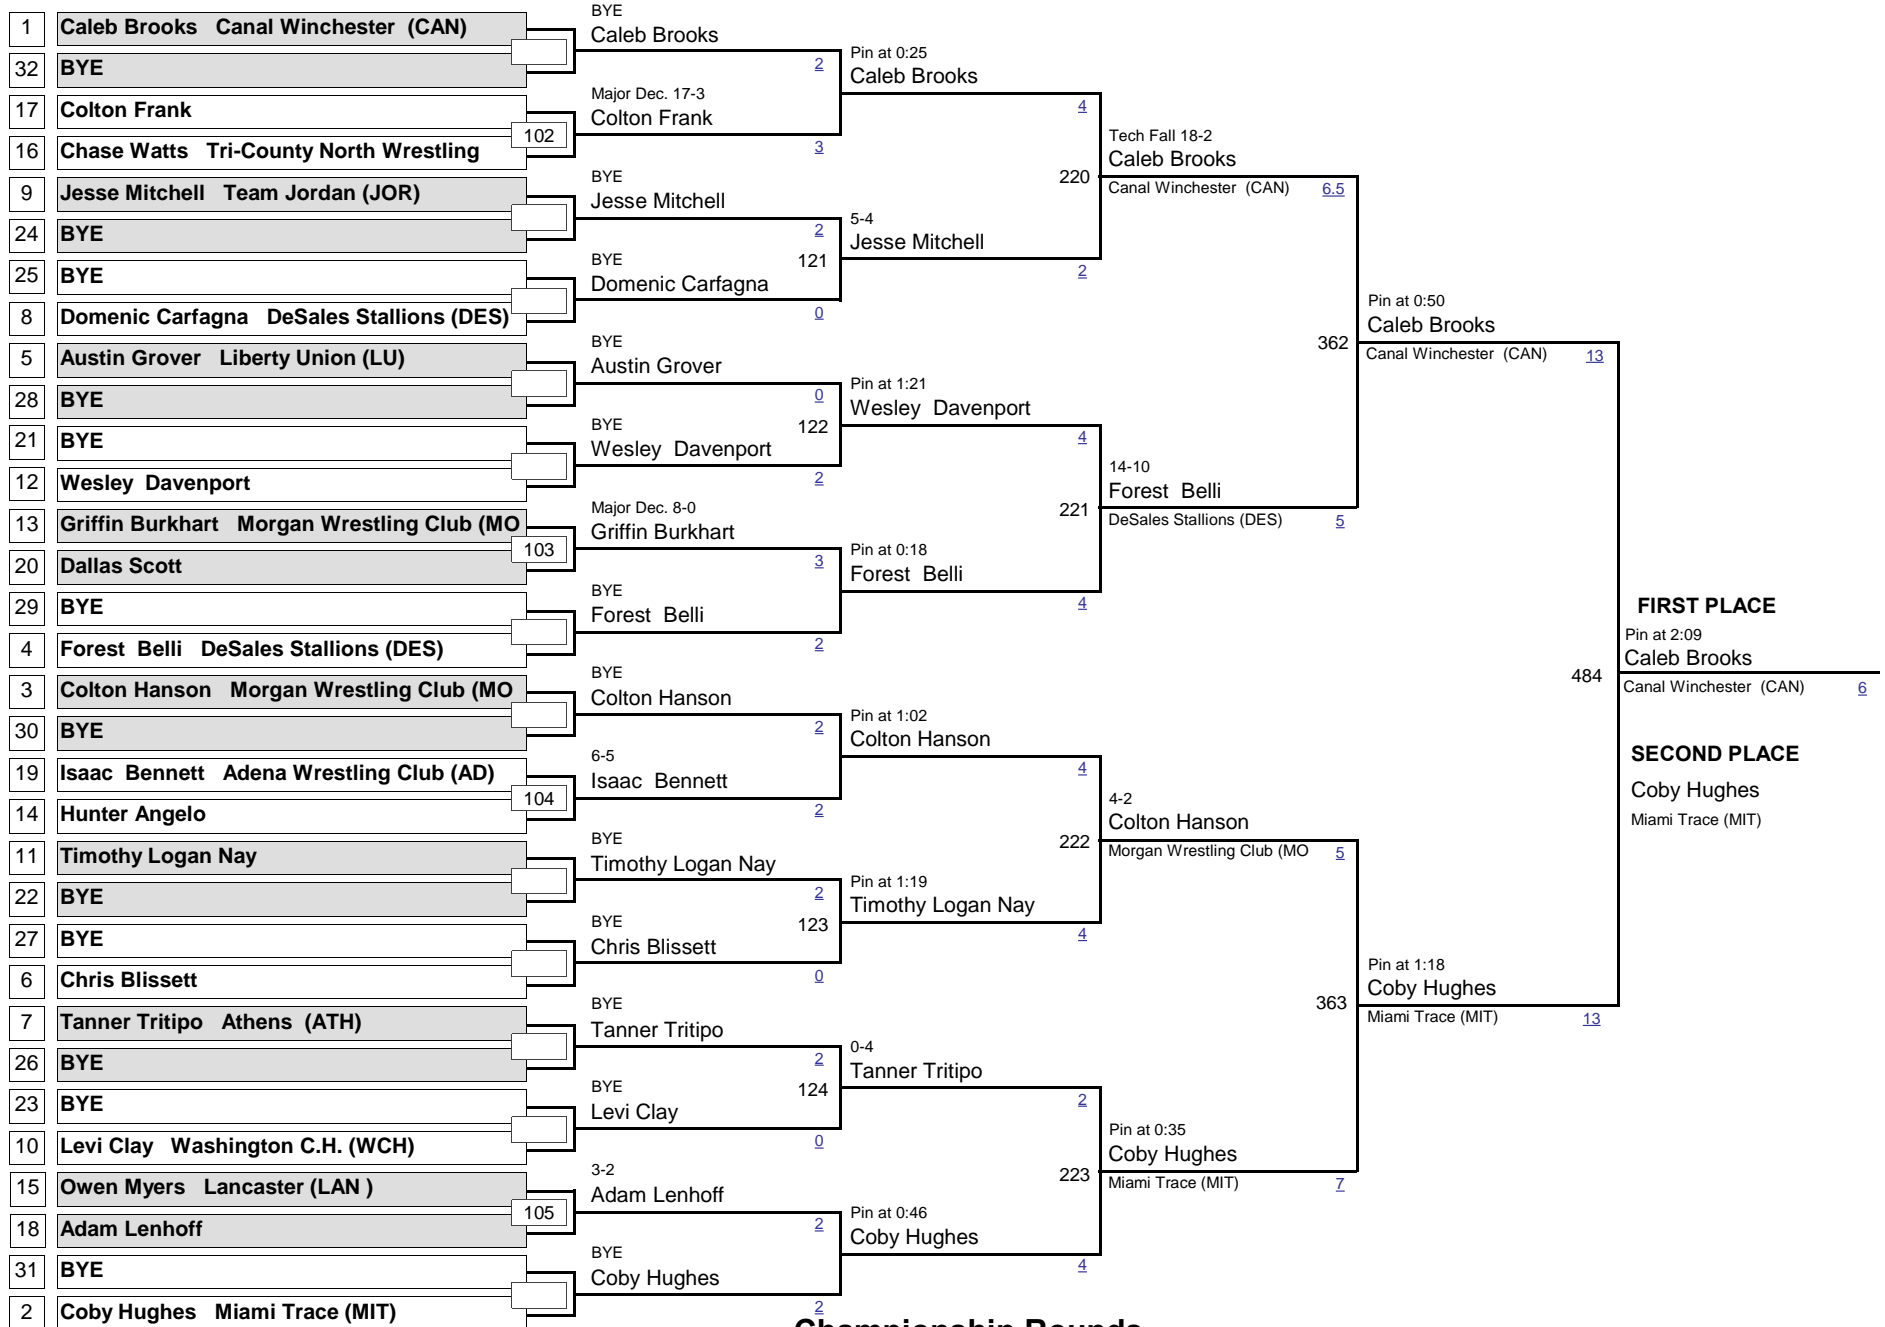 1 Caleb Brooks Canal Winchester (CAN)
32 BYE
17 Colton Frank
102
16 Chase Watts Tri-County North Wrestling
9 Jesse Mitchell Team Jordan (JOR)
24 BYE
25 BYE
8 Domenic Carfagna DeSales Stallions (DES)
5 Austin Grover Liberty Union (LU)
28 BYE
21 BYE
12 Wesley Davenport
13 Griffin Burkhart Morgan Wrestling Club (MO
103
20 Dallas Scott
29 BYE
4 Forest Belli DeSales Stallions (DES)
3 Colton Hanson Morgan Wrestling Club (MO
30 BYE
19 Isaac Bennett Adena Wrestling Club (AD)
104
14 Hunter Angelo
11 Timothy Logan Nay
22 BYE
27 BYE
6 Chris Blissett
7 Tanner Tritipo Athens (ATH)
26 BYE
23 BYE
10 Levi Clay Washington C.H. (WCH)
15 Owen Myers Lancaster (LAN )
105
18 Adam Lenhoff
31 BYE
2 Coby Hughes Miami Trace (MIT)
BYE
Caleb Brooks
2
Major Dec. 17-3
Colton Frank
3
BYE
Jesse Mitchell
2
BYE
121
Domenic Carfagna
0
BYE
Austin Grover
0
BYE
122
Wesley Davenport
2
Major Dec. 8-0
Griffin Burkhart
3
BYE
Forest Belli
2
BYE
Colton Hanson
2
6-5
Isaac Bennett
2
BYE
Timothy Logan Nay
2
BYE
123
Chris Blissett
0
BYE
Tanner Tritipo
2
BYE
124
Levi Clay
0
3-2
Adam Lenhoff
2
BYE
Coby Hughes
2
Pin at 0:25
Caleb Brooks
4
220
5-4
Jesse Mitchell
2
Pin at 1:21
Wesley Davenport
4
221
Pin at 0:18
Forest Belli
4
Pin at 1:02
Colton Hanson
4
222
Pin at 1:19
Timothy Logan Nay
4
0-4
Tanner Tritipo
2
223
Pin at 0:46
Coby Hughes
4
Tech Fall 18-2
Caleb Brooks
Canal Winchester (CAN) 6.5
362
14-10
Forest Belli
DeSales Stallions (DES) 5
4-2
Colton Hanson
Morgan Wrestling Club (MO 5
363
Pin at 0:35
Coby Hughes
Miami Trace (MIT) 7
Pin at 0:50
Caleb Brooks
Canal Winchester (CAN) 13
484
Pin at 1:18
Coby Hughes
Miami Trace (MIT) 13
FIRST PLACE
Pin at 2:09
Caleb Brooks
Canal Winchester (CAN) 6
SECOND PLACE
Coby Hughes
Miami Trace (MIT)
Championship Rounds